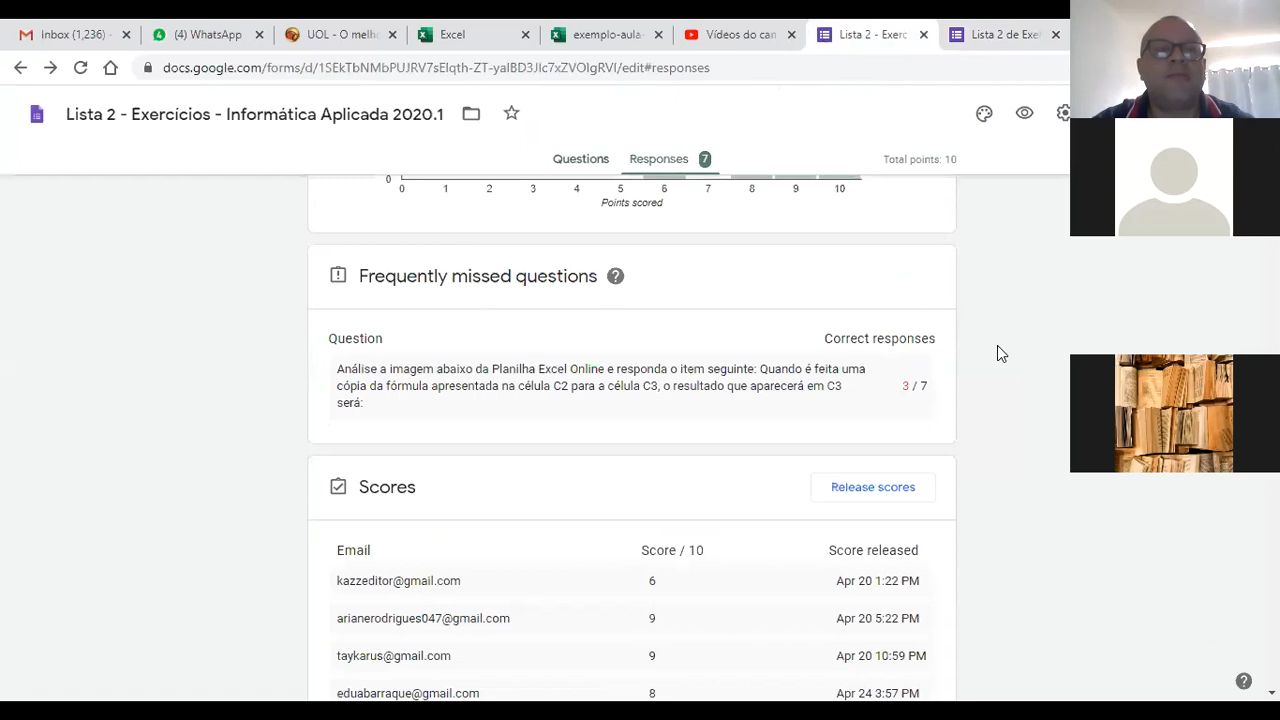 Inbox (1,236) -
(4) WhatsApp
UOL - O melh
Excel
exemplo-aula-
Vídeos do can
Lista 2 - Exerc
Lista 2 de Exe
docs.google.com/forms/d/1SEkTbNMbPUJRV7sElqth-ZT-yalBD3JIc7xZVOlgRVI/edit#responses
Lista 2 - Exercícios - Informática Aplicada 2020.1
Questions
Responses
7
Total points: 10
0
0 1 2 3 4 5 6 7 8 9 10
Points scored
Frequently missed questions
Question
Correct responses
Análise a imagem abaixo da Planilha Excel Online e responda o item seguinte: Quando é feita uma
cópia da fórmula apresentada na célula C2 para a célula C3, o resultado que aparecerá em C3
será:
3 / 7
Scores
Release scores
Email
Score / 10
Score released
kazzeditor@gmail.com 6 Apr 20 1:22 PM
arianerodrigues047@gmail.com 9 Apr 20 5:22 PM
taykarus@gmail.com 9 Apr 20 10:59 PM
eduabarraque@gmail.com 8 Apr 24 3:57 PM